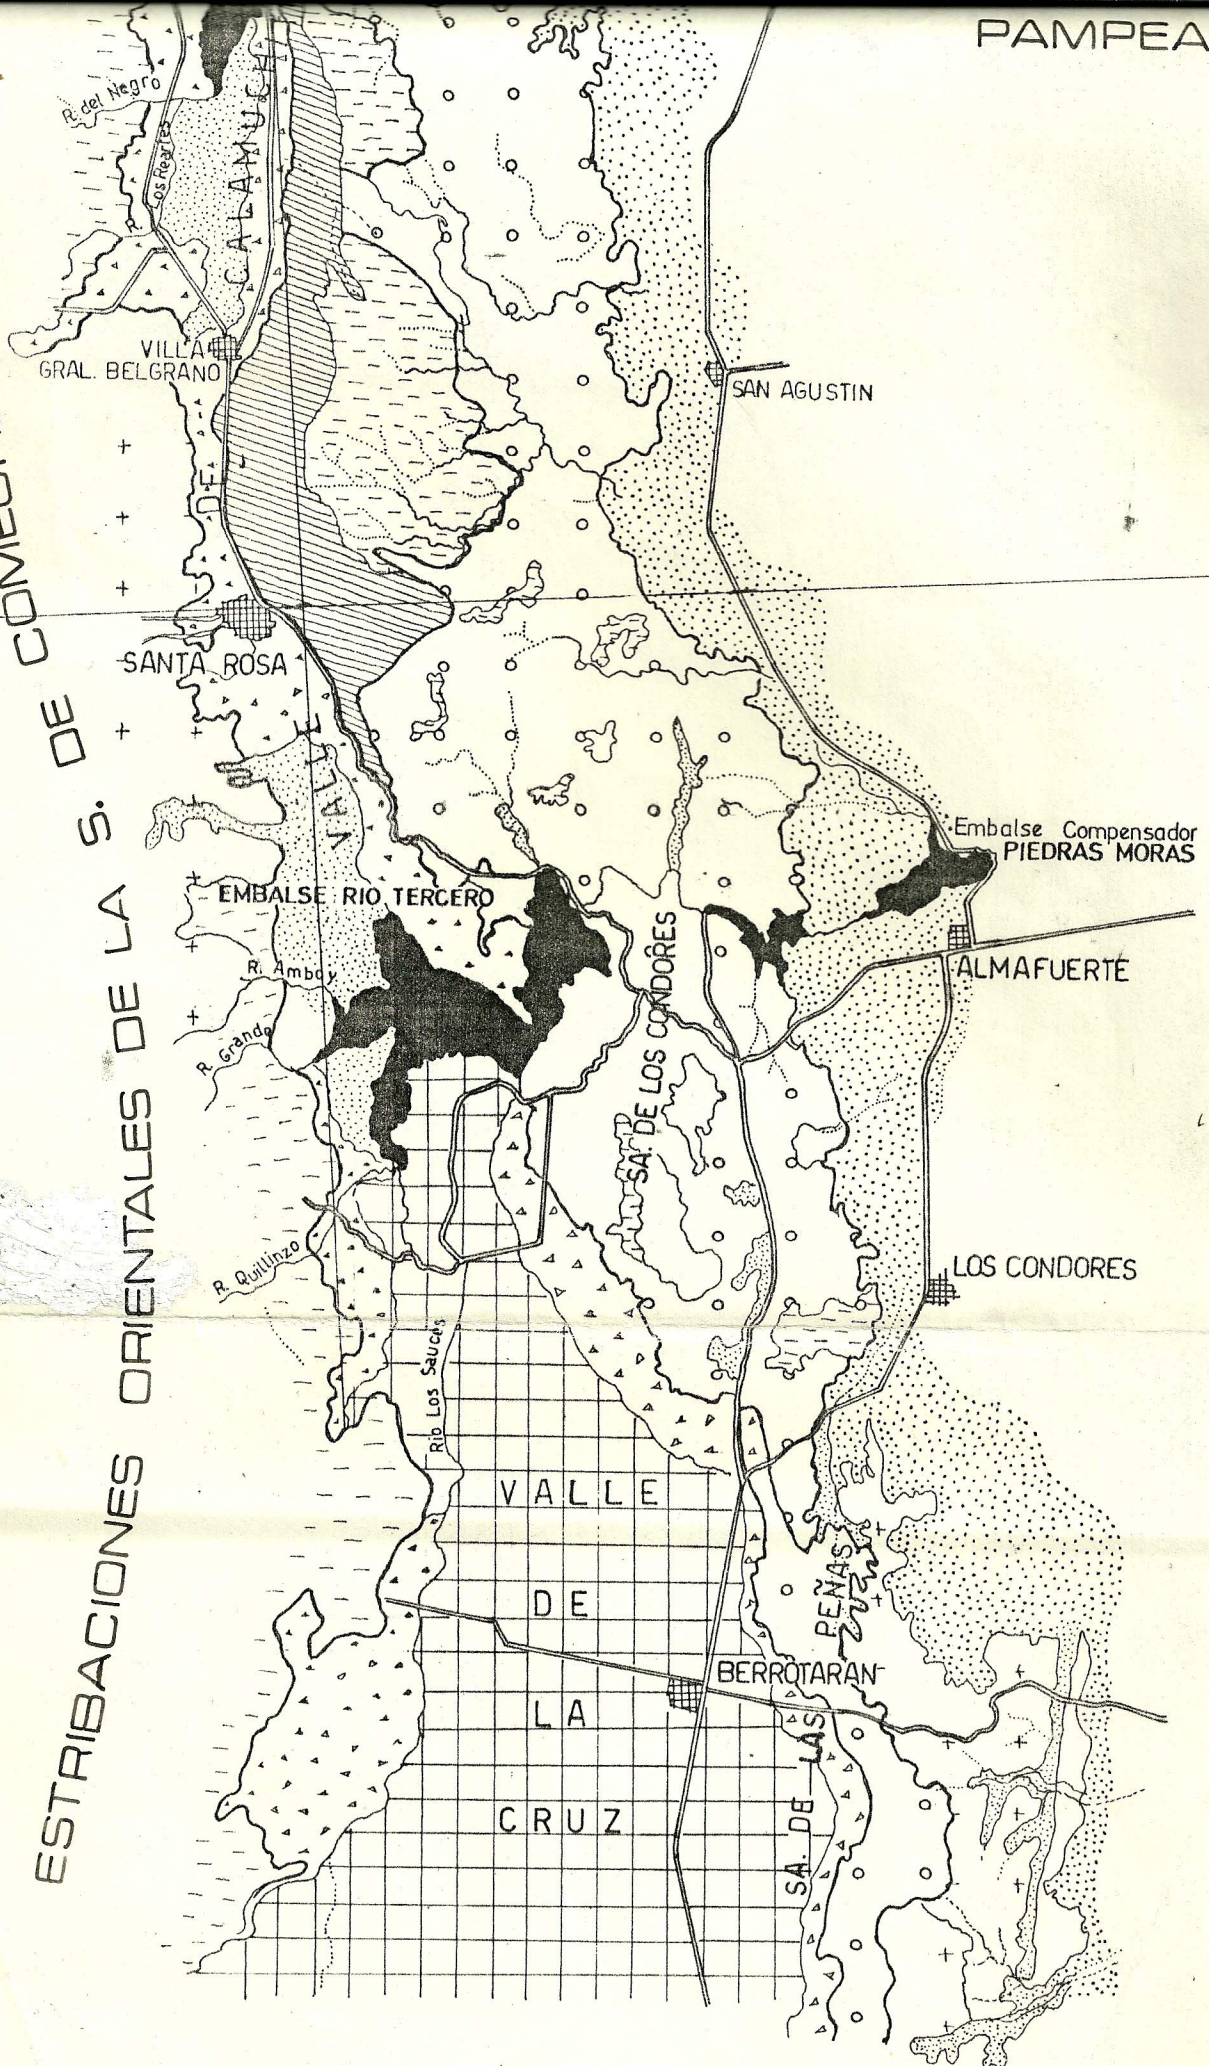 PAMPEA
R. del Negro
R. Los Reartes
CALAMUCH
VILLA
GRAL. BELGRANO
SAN AGUSTIN
DE
SANTA ROSA
VALLE
Embalse Compensador
PIEDRAS MORAS
EMBALSE RIO TERCERO
ALMAFUERTE
R. Amboy
R. Grande
SA. DE LOS CONDORES
R. Quillinzo
LOS CONDORES
Rio Los Sauces
VALLE
DE
LA
CRUZ
BERROTARAN
SA. DE LAS PEÑAS
ESTRIBACIONES ORIENTALES DE LA S. DE COMECH